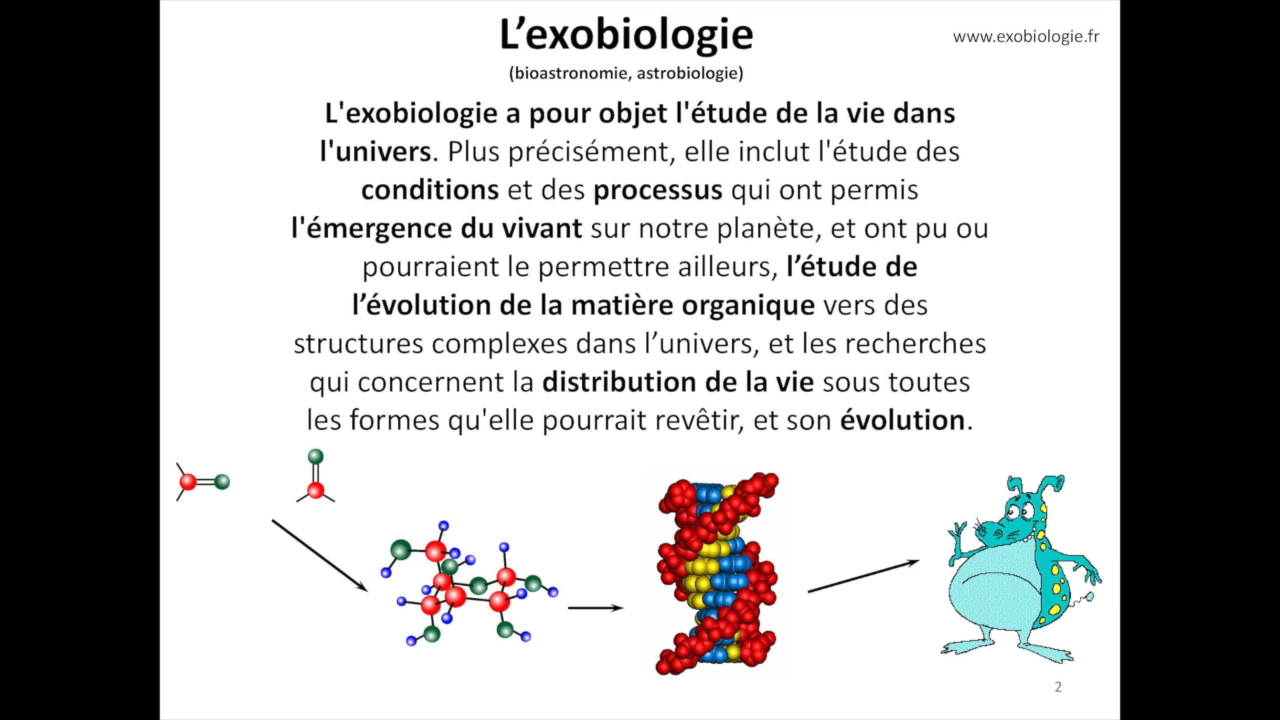 L’exobiologie
www.exobiologie.fr
(bioastronomie, astrobiologie)
L'exobiologie a pour objet l'étude de la vie dans
l'univers. Plus précisément, elle inclut l'étude des
conditions et des processus qui ont permis
l'émergence du vivant sur notre planète, et ont pu ou
pourraient le permettre ailleurs, l’étude de
l’évolution de la matière organique vers des
structures complexes dans l’univers, et les recherches
qui concernent la distribution de la vie sous toutes
les formes qu'elle pourrait revêtir, et son évolution.
2